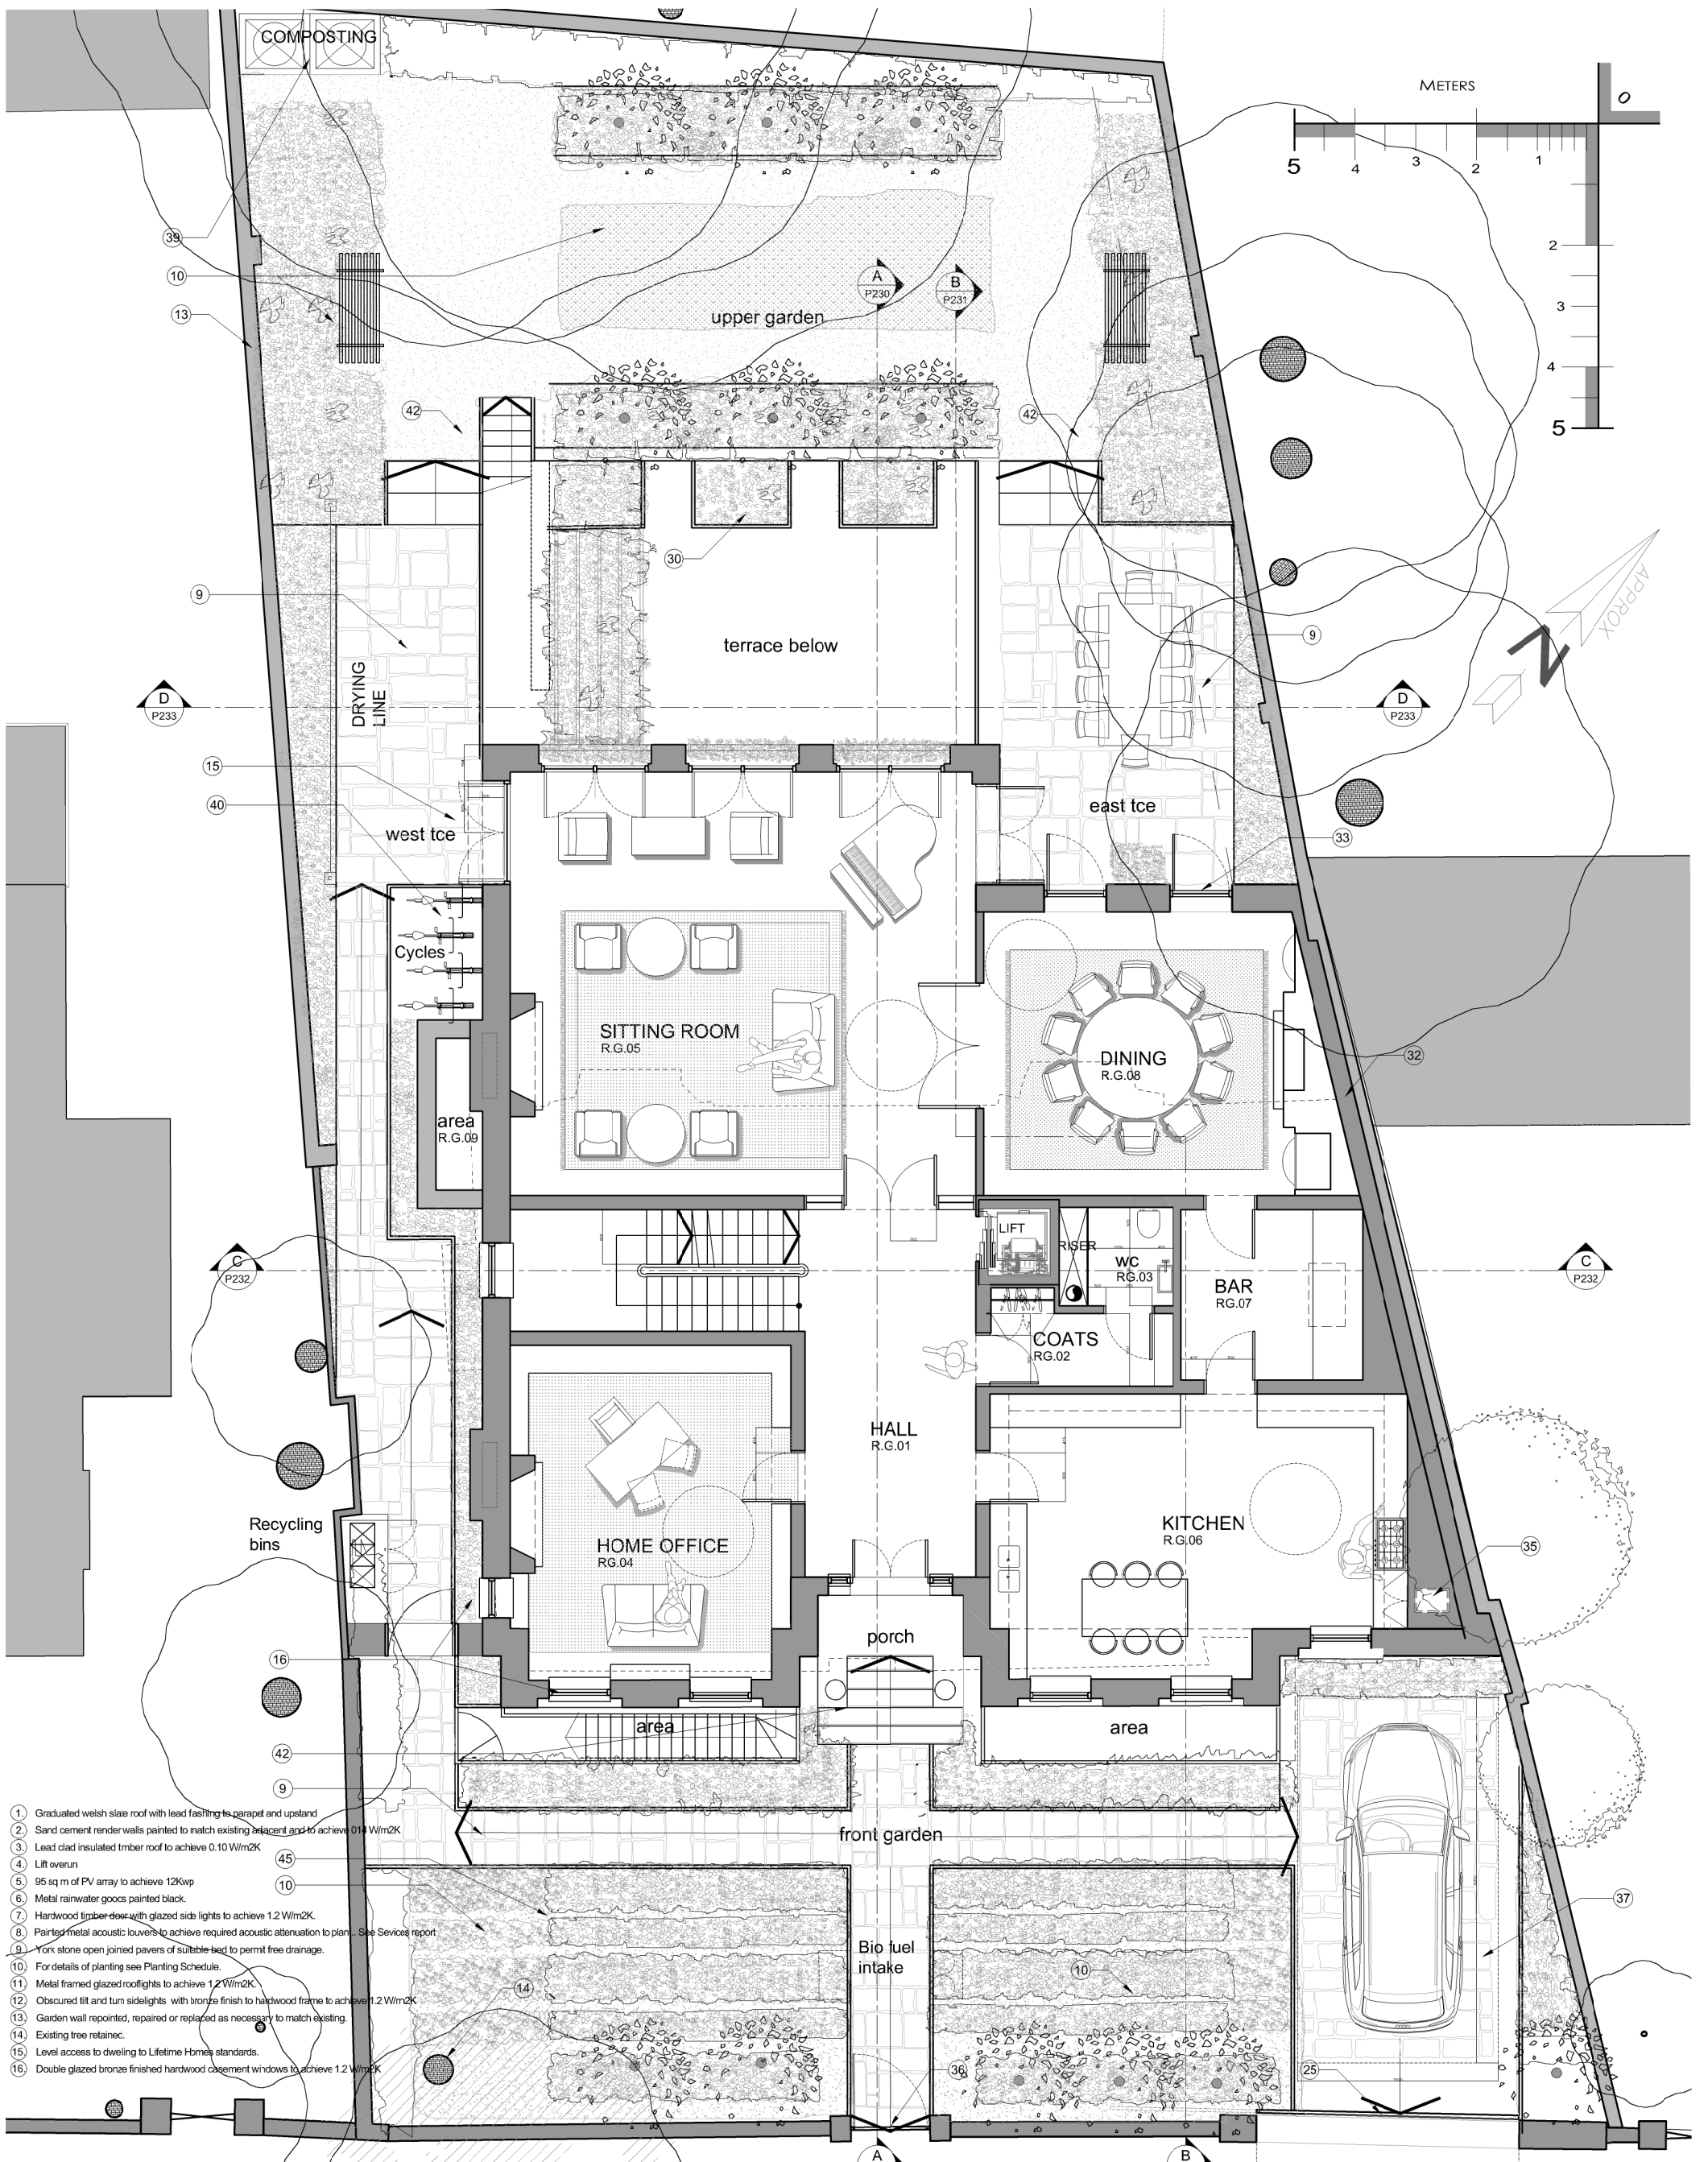 COMPOSTING
METERS
0
5
4
3
2
1
2
3
4
5
39
10
13
A
P230
B
P231
upper garden
42
42
30
APPROX
N
9
terrace below
9
DRYING
LINE
D
P233
D
P233
15
40
west tce
east tce
33
Cycles
SITTING ROOM
R.G.05
DINING
R.G.08
32
area
R.G.09
LIFT
RISER
WC
RG.03
C
P232
C
P232
BAR
RG.07
COATS
RG.02
HALL
R.G.01
Recycling
bins
HOME OFFICE
RG.04
KITCHEN
R.G.06
35
porch
16
area
area
42
9
front garden
45
10
37
Bio fuel
intake
10
14
36
25
A
B
1. Graduated welsh slate roof with lead fashing to parapet and upstand
2. Sand cement render walls painted to match existing adjacent and to achieve 014 W/m2K
3. Lead clad insulated timber roof to achieve 0.10 W/m2K
4. Lift overun
5. 95 sq m of PV array to achieve 12Kwp
6. Metal rainwater goods painted black.
7. Hardwood timber door with glazed side lights to achieve 1.2 W/m2K.
8. Painted metal acoustic louvers to achieve required acoustic attenuation to plant.. See Sevices report
9. York stone open joined pavers of suitable bed to permit free drainage.
10. For details of planting see Planting Schedule.
11. Metal framed glazed rooflights to achieve 1.2 W/m2K.
12. Obscured tilt and turn sidelights with bronze finish to hardwood frame to achieve 1.2 W/m2K
13. Garden wall repointed, repaired or replaced as necessary to match existing.
14. Existing tree retained.
15. Level access to dweling to Lifetime Homes standards.
16. Double glazed bronze finished hardwood casement windows to achieve 1.2 W/m2K